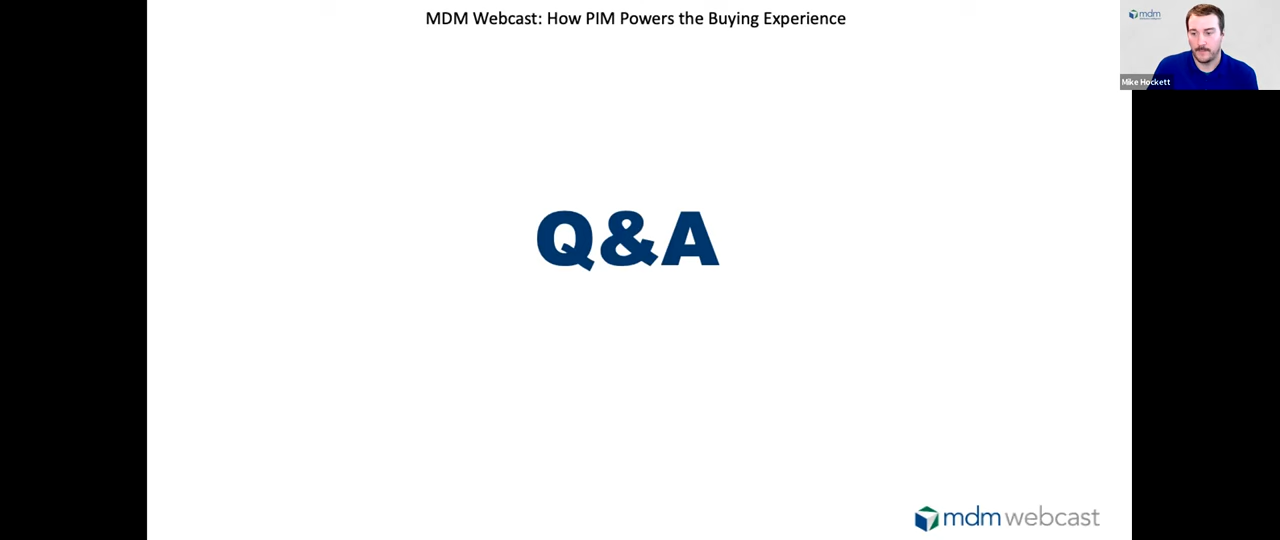 MDM Webcast: How PIM Powers the Buying Experience
mdm
Mike Hockett
Q&A
mdm webcast